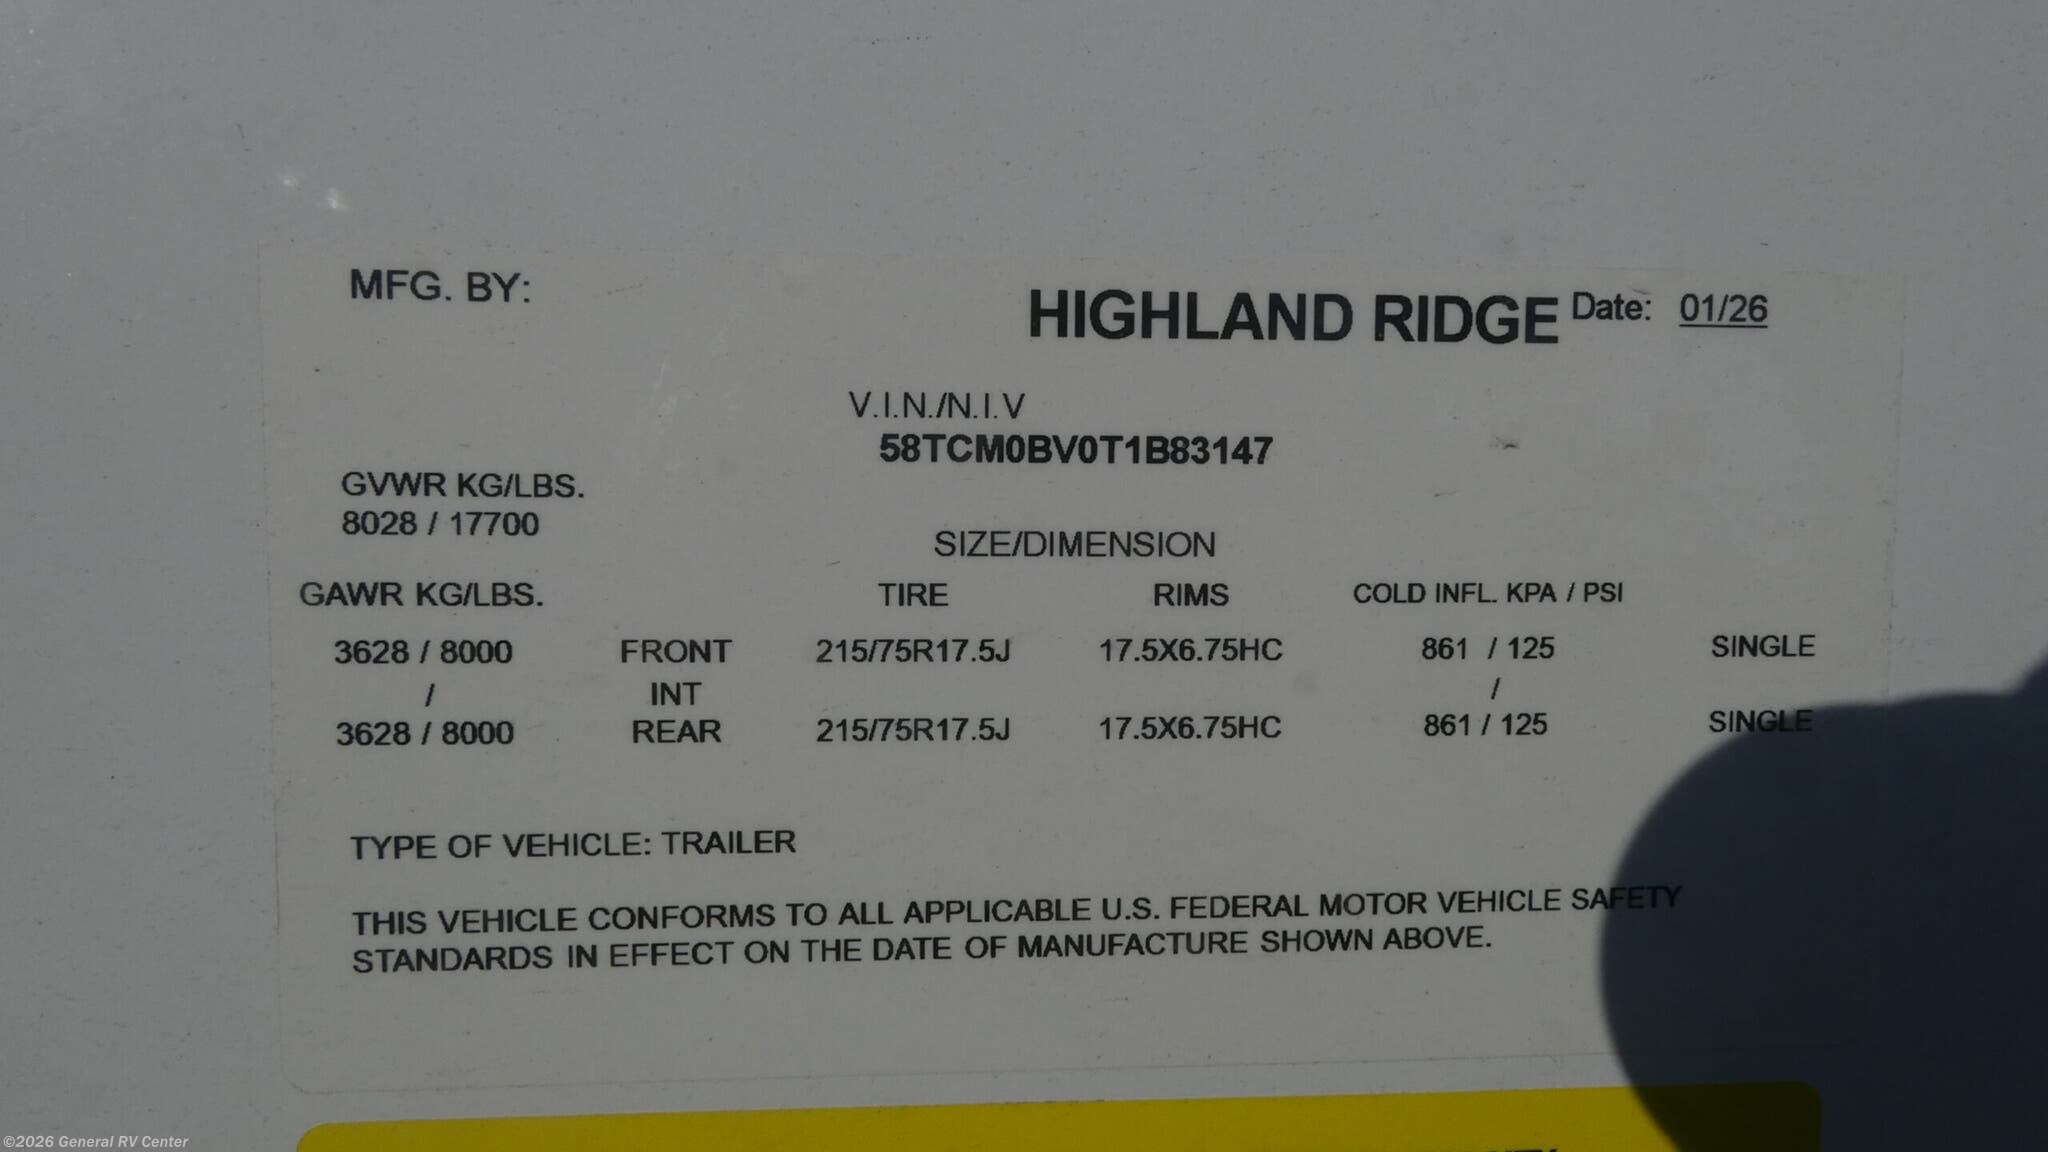 MFG. BY:
HIGHLAND RIDGE Date: 01/26
V.I.N./N.I.V
58TCM0BV0T1B83147
GVWR KG/LBS.
8028 / 17700
SIZE/DIMENSION
GAWR KG/LBS. TIRE RIMS COLD INFL. KPA / PSI
3628 / 8000 FRONT 215/75R17.5J 17.5X6.75HC 861 / 125 SINGLE
/ INT /
3628 / 8000 REAR 215/75R17.5J 17.5X6.75HC 861 / 125 SINGLE
TYPE OF VEHICLE: TRAILER
THIS VEHICLE CONFORMS TO ALL APPLICABLE U.S. FEDERAL MOTOR VEHICLE SAFETY
STANDARDS IN EFFECT ON THE DATE OF MANUFACTURE SHOWN ABOVE.
©2026 General RV Center